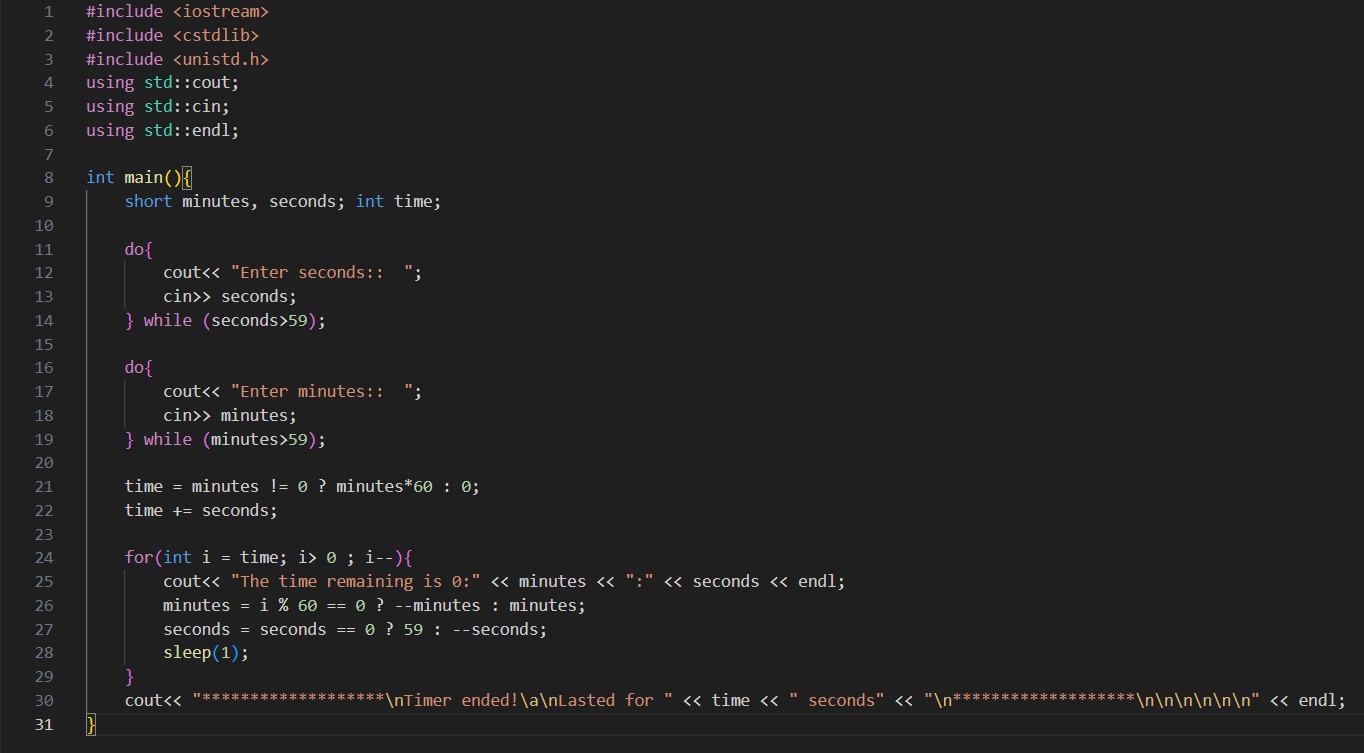 1 #include <iostream>
2 #include <cstdlib>
3 #include <unistd.h>
4 using std::cout;
5 using std::cin;
6 using std::endl;
7
8 int main(){
9     short minutes, seconds; int time;
10
11     do{
12         cout<< "Enter seconds::  ";
13         cin>> seconds;
14     } while (seconds>59);
15
16     do{
17         cout<< "Enter minutes::  ";
18         cin>> minutes;
19     } while (minutes>59);
20
21     time = minutes != 0 ? minutes*60 : 0;
22     time += seconds;
23
24     for(int i = time; i> 0 ; i--){
25         cout<< "The time remaining is 0:" << minutes << ":" << seconds << endl;
26         minutes = i % 60 == 0 ? --minutes : minutes;
27         seconds = seconds == 0 ? 59 : --seconds;
28         sleep(1);
29     }
30     cout<< "*******************\nTimer ended!\a\nLasted for " << time << " seconds" << "\n*******************\n\n\n\n\n\n" << endl;
31 }